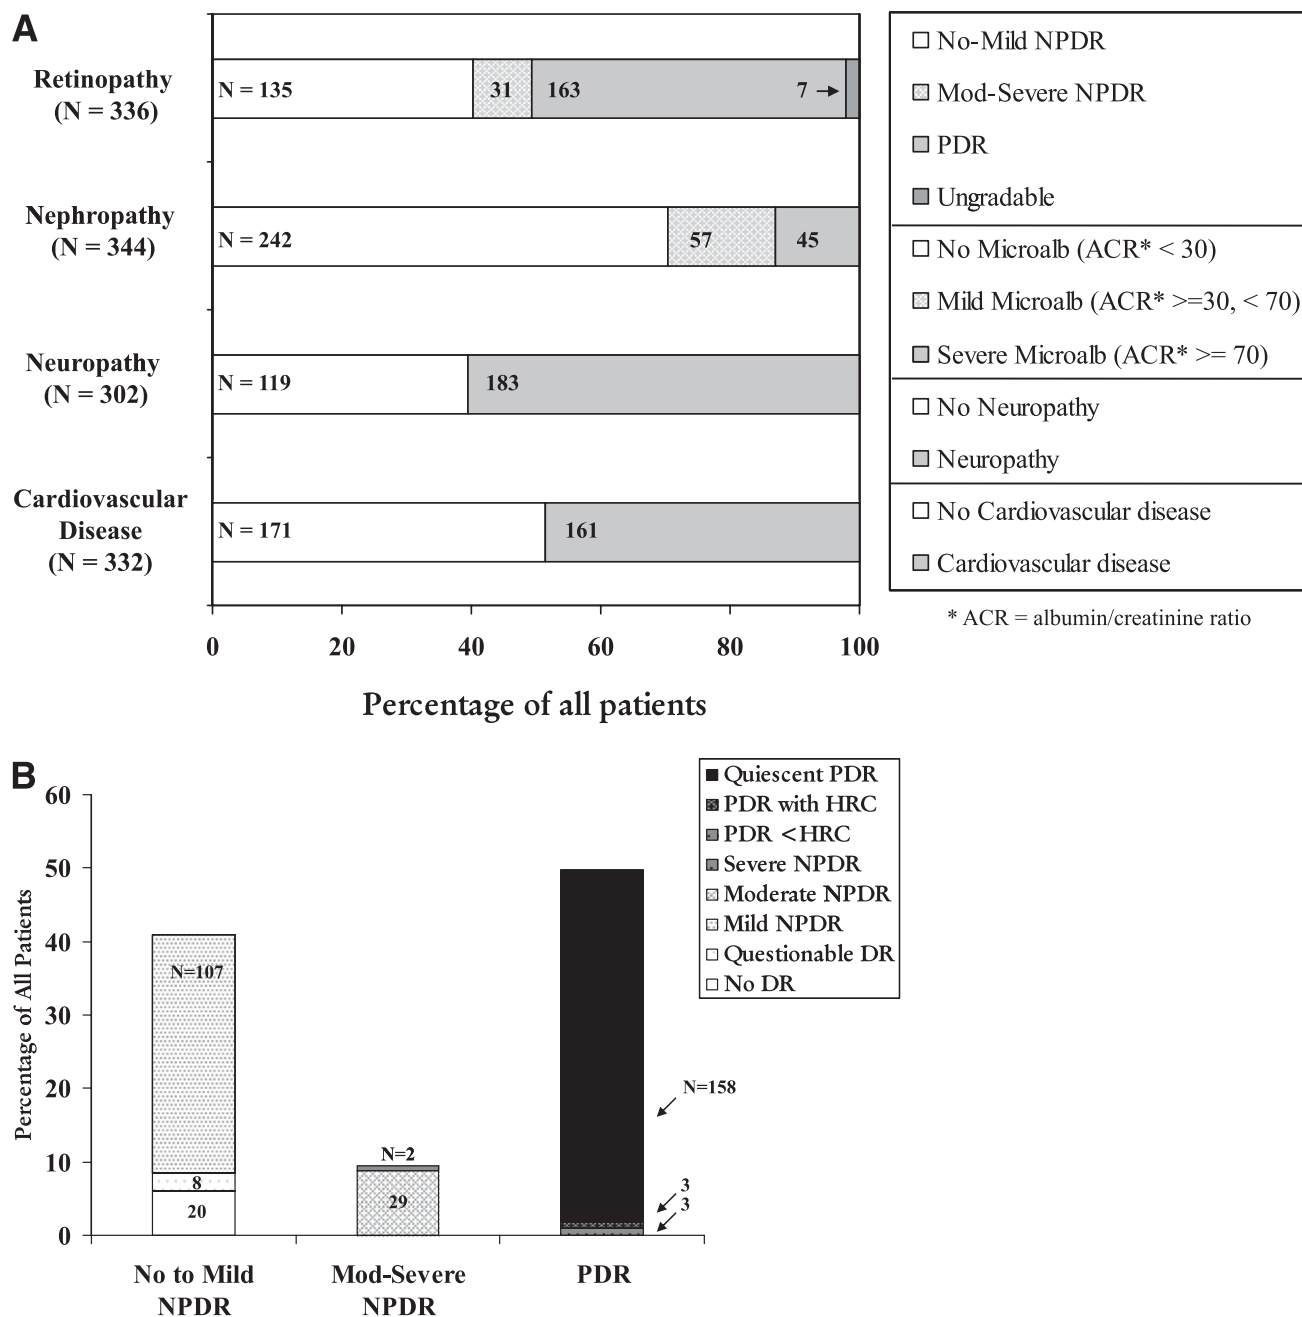 A
Retinopathy
(N = 336)
N = 135
31
163
7
Nephropathy
(N = 344)
N = 242
57
45
Neuropathy
(N = 302)
N = 119
183
Cardiovascular
Disease
(N = 332)
N = 171
161
0 20 40 60 80 100
Percentage of all patients
No-Mild NPDR
Mod-Severe NPDR
PDR
Ungradable
No Microalb (ACR* < 30)
Mild Microalb (ACR* >=30, < 70)
Severe Microalb (ACR* >= 70)
No Neuropathy
Neuropathy
No Cardiovascular disease
Cardiovascular disease
* ACR = albumin/creatinine ratio
B
Percentage of All Patients
60
50
40
30
20
10
0
N=107
8
20
N=2
29
N=158
3
3
No to Mild
NPDR
Mod-Severe
NPDR
PDR
Quiescent PDR
PDR with HRC
PDR <HRC
Severe NPDR
Moderate NPDR
Mild NPDR
Questionable DR
No DR